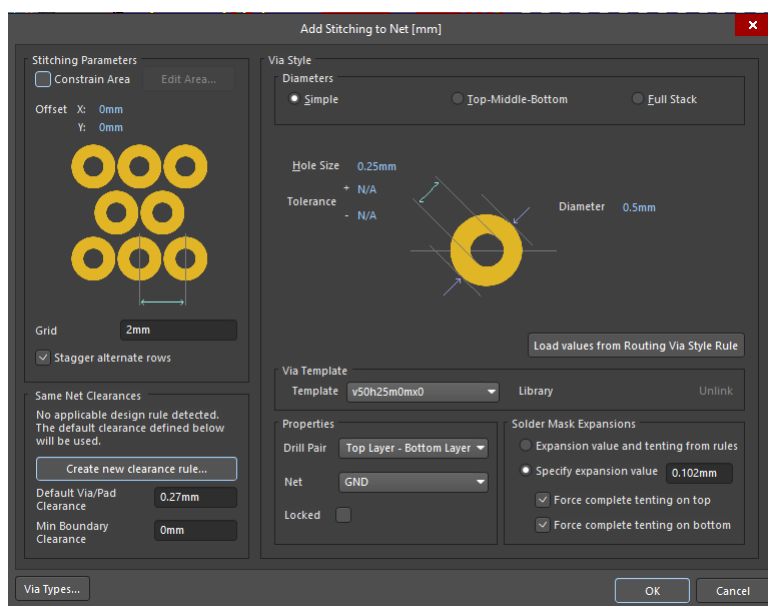 Add Stitching to Net [mm]
Stitching Parameters
Constrain Area
Edit Area...
Offset X: 0mm
Y: 0mm
Grid
2mm
Stagger alternate rows
Same Net Clearances
No applicable design rule detected.
The default clearance defined below
will be used.
Create new clearance rule...
Default Via/Pad
Clearance
0.27mm
Min Boundary
Clearance
0mm
Via Style
Diameters
Simple
Top-Middle-Bottom
Full Stack
Hole Size 0.25mm
Tolerance
+ N/A
- N/A
Diameter 0.5mm
Load values from Routing Via Style Rule
Via Template
Template v50h25m0mx0
Library
Unlink
Properties
Drill Pair Top Layer - Bottom Layer
Net GND
Locked
Solder Mask Expansions
Expansion value and tenting from rules
Specify expansion value 0.102mm
Force complete tenting on top
Force complete tenting on bottom
Via Types...
OK
Cancel